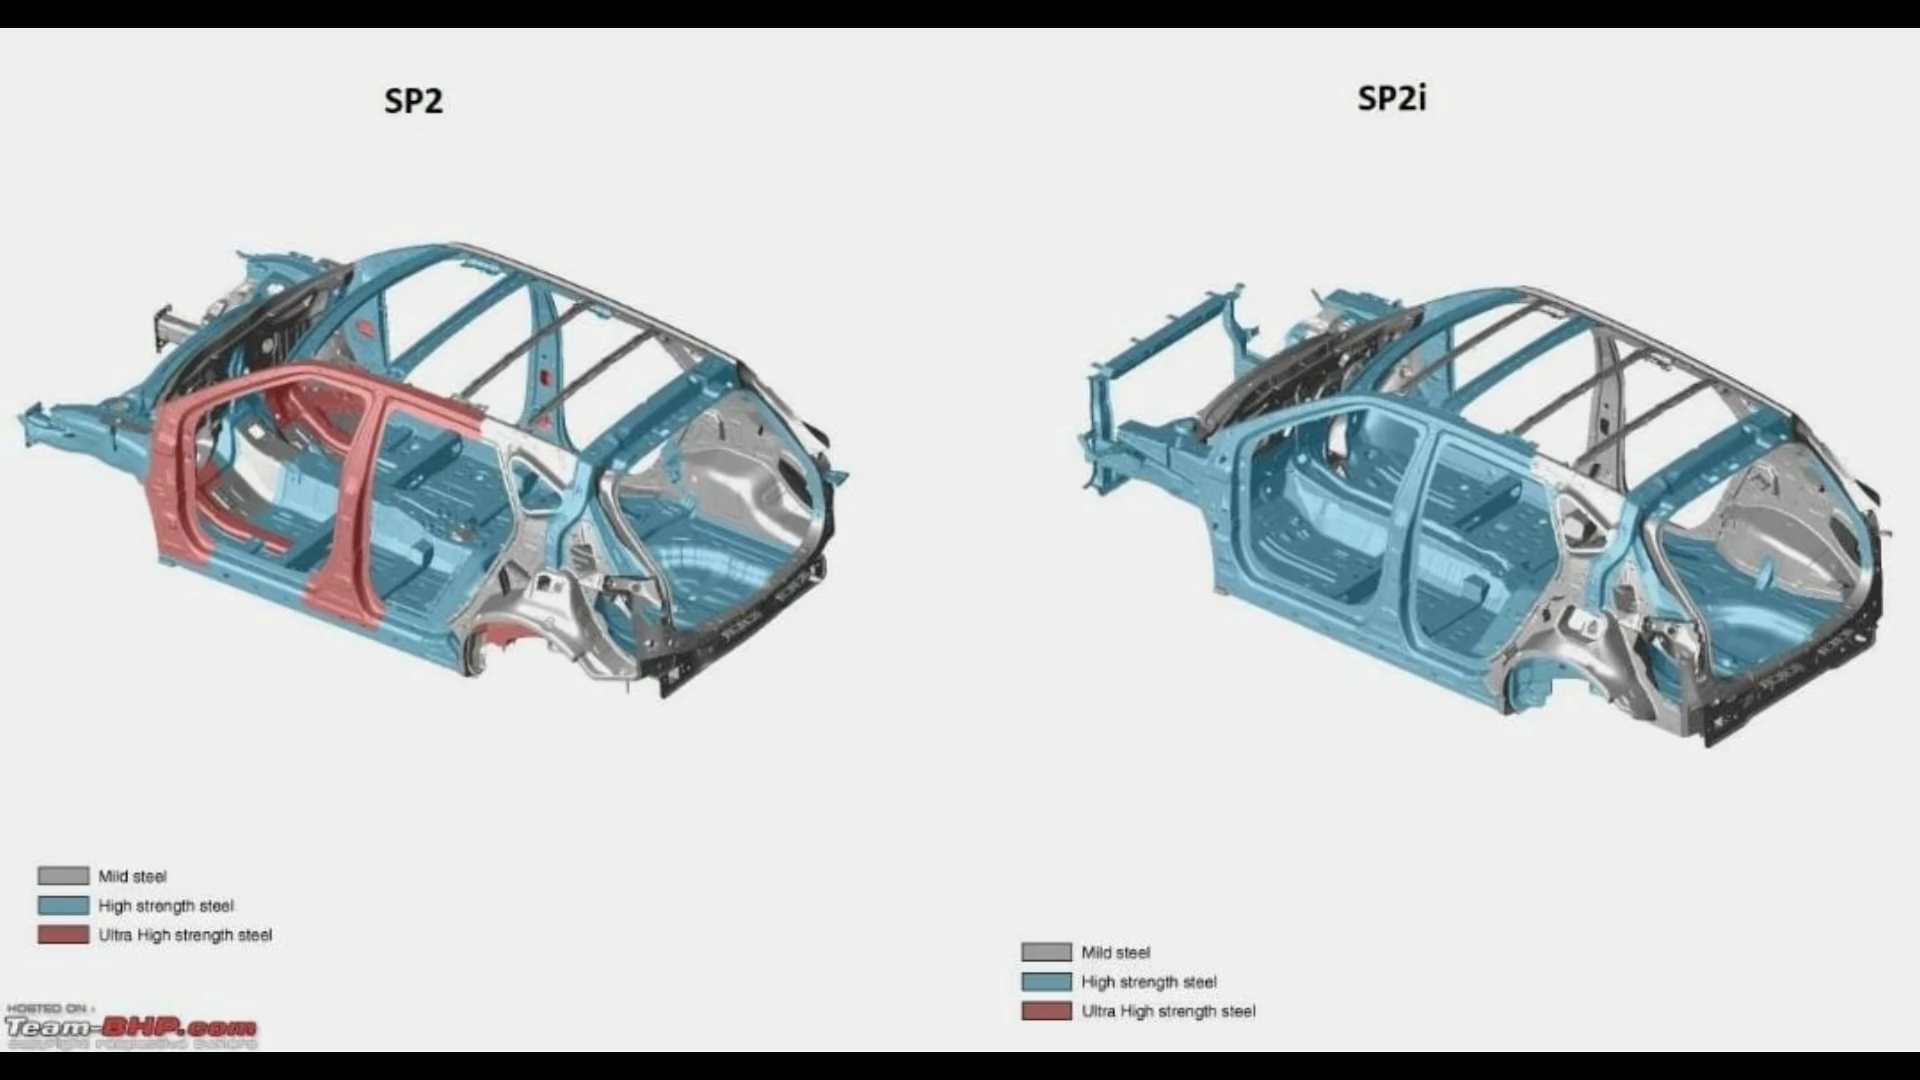 SP2
SP2i
Mild steel
High strength steel
Ultra High strength steel
Mild steel
High strength steel
Ultra High strength steel
HOSTED ON :
Team-BHP.com